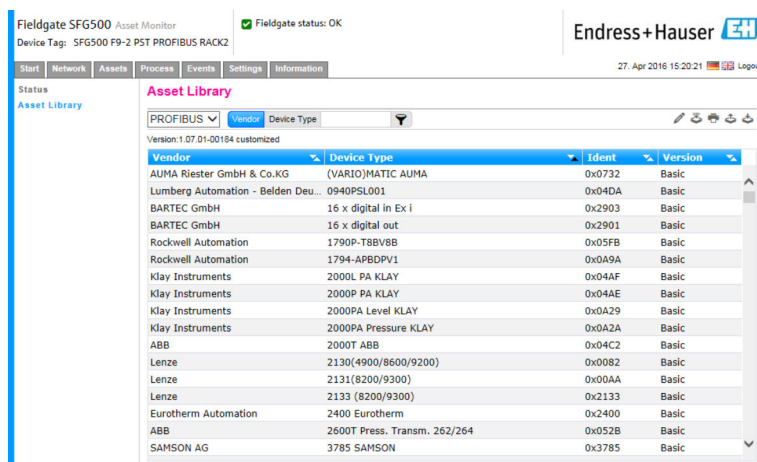 Fieldgate SFG500 Asset Monitor
Device Tag: SFG500 F9-2 PST PROFIBUS RACK2
Fieldgate status: OK
Endress+Hauser EH
Start Network Assets Process Events Settings Information
27. Apr 2016 15:20:21 Logou
Status
Asset Library
Asset Library
PROFIBUS Vendor Device Type
Version:1.07.01-00184 customized
Vendor Device Type Ident Version
AUMA Riester GmbH & Co.KG (VARIO)MATIC AUMA 0x0732 Basic
Lumberg Automation - Belden Deu... 0940PSL001 0x04DA Basic
BARTEC GmbH 16 x digital in Ex i 0x2903 Basic
BARTEC GmbH 16 x digital out 0x2901 Basic
Rockwell Automation 1790P-T8BV8B 0x05FB Basic
Rockwell Automation 1794-APBDPV1 0x0A9A Basic
Klay Instruments 2000L PA KLAY 0x04AF Basic
Klay Instruments 2000P PA KLAY 0x04AE Basic
Klay Instruments 2000PA Level KLAY 0x0A29 Basic
Klay Instruments 2000PA Pressure KLAY 0x0A2A Basic
ABB 2000T ABB 0x04C2 Basic
Lenze 2130(4900/8600/9200) 0x0082 Basic
Lenze 2131(8200/9300) 0x00AA Basic
Lenze 2133 (8200/9300) 0x2133 Basic
Eurotherm Automation 2400 Eurotherm 0x2400 Basic
ABB 2600T Press. Transm. 262/264 0x052B Basic
SAMSON AG 3785 SAMSON 0x3785 Basic